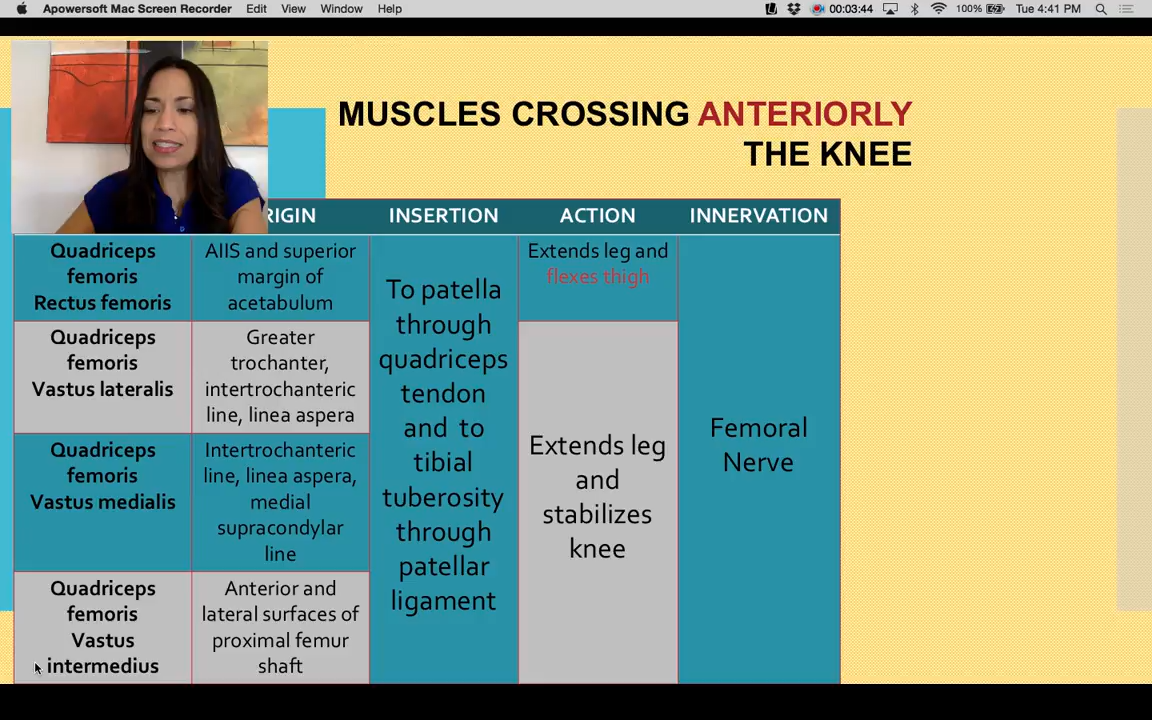 Apowersoft Mac Screen Recorder Edit View Window Help 00:03:44 100% Tue 4:41 PM
MUSCLES CROSSING ANTERIORLY
THE KNEE
RIGIN INSERTION ACTION INNERVATION
Quadriceps
femoris
Rectus femoris
AIIS and superior
margin of
acetabulum
To patella
through
quadriceps
tendon
and to
tibial
tuberosity
through
patellar
ligament
Extends leg and
flexes thigh
Femoral
Nerve
Quadriceps
femoris
Vastus lateralis
Greater
trochanter,
intertrochanteric
line, linea aspera
Extends leg
and
stabilizes
knee
Quadriceps
femoris
Vastus medialis
Intertrochanteric
line, linea aspera,
medial
supracondylar
line
Quadriceps
femoris
Vastus
intermedius
Anterior and
lateral surfaces of
proximal femur
shaft